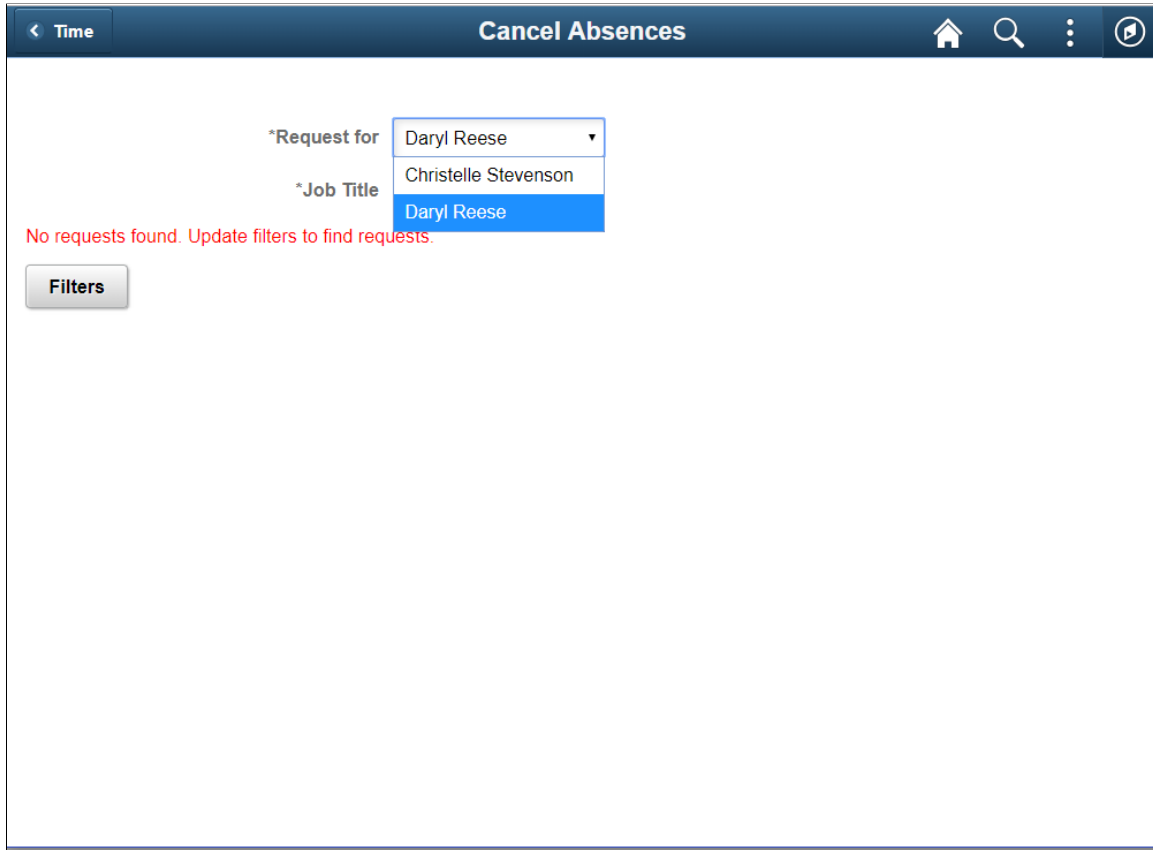 Time
Cancel Absences
*Request for Daryl Reese
Christelle Stevenson
*Job Title
Daryl Reese
No requests found. Update filters to find requests.
Filters